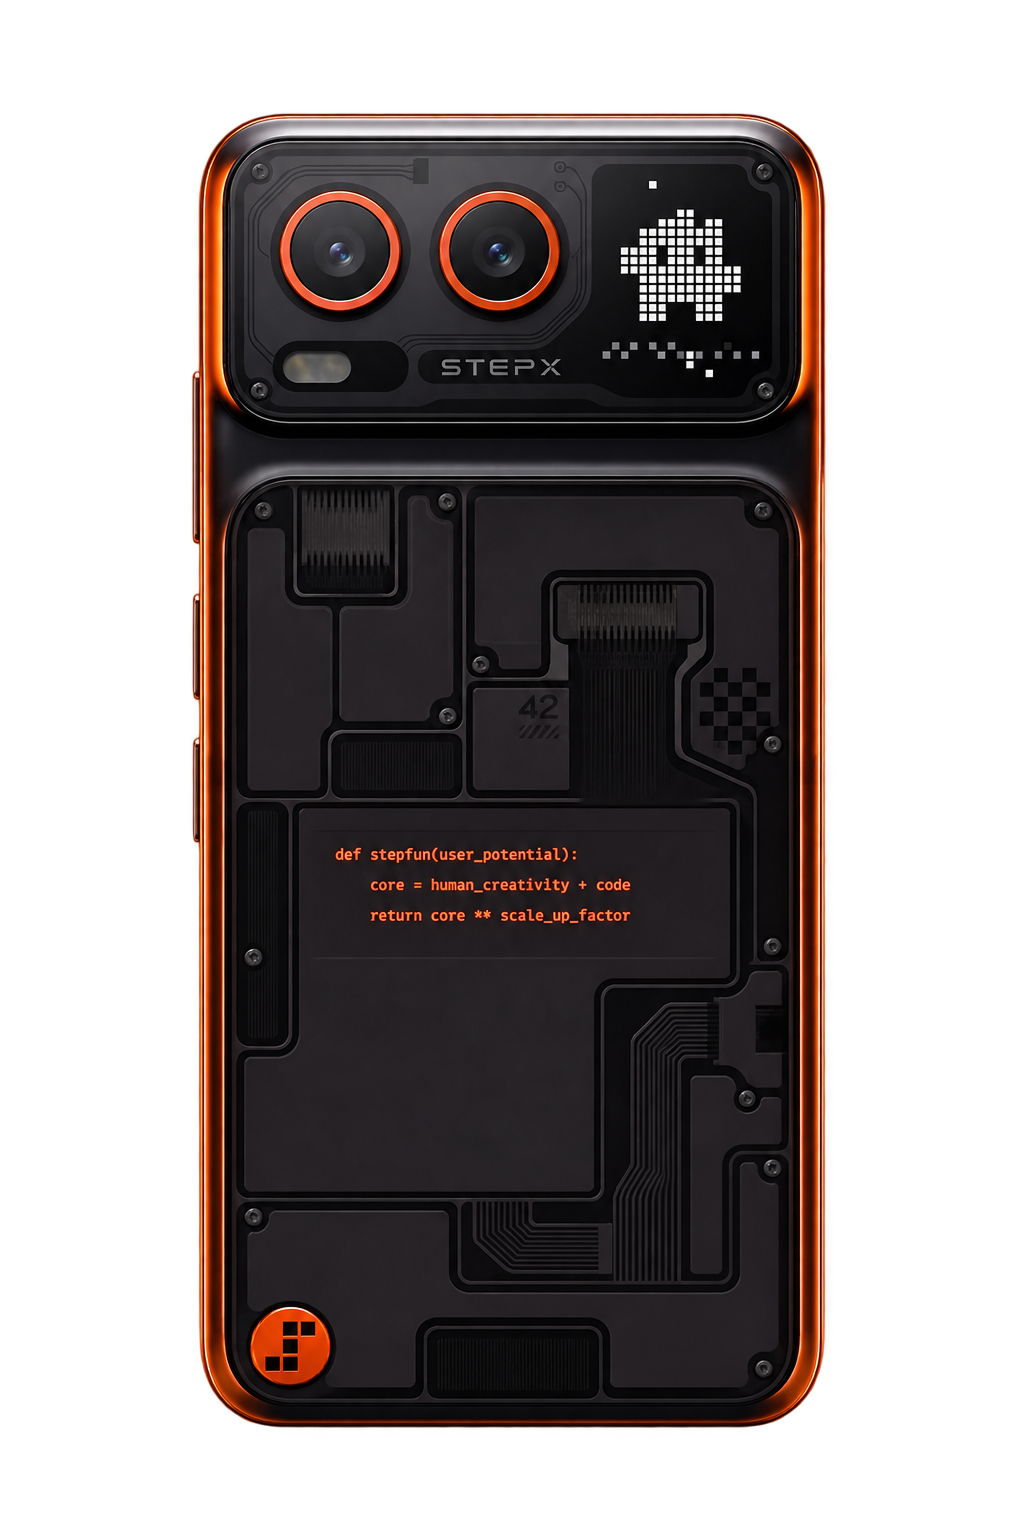 STEPX
42
def stepfun(user_potential):
core = human_creativity + code
return core ** scale_up_factor